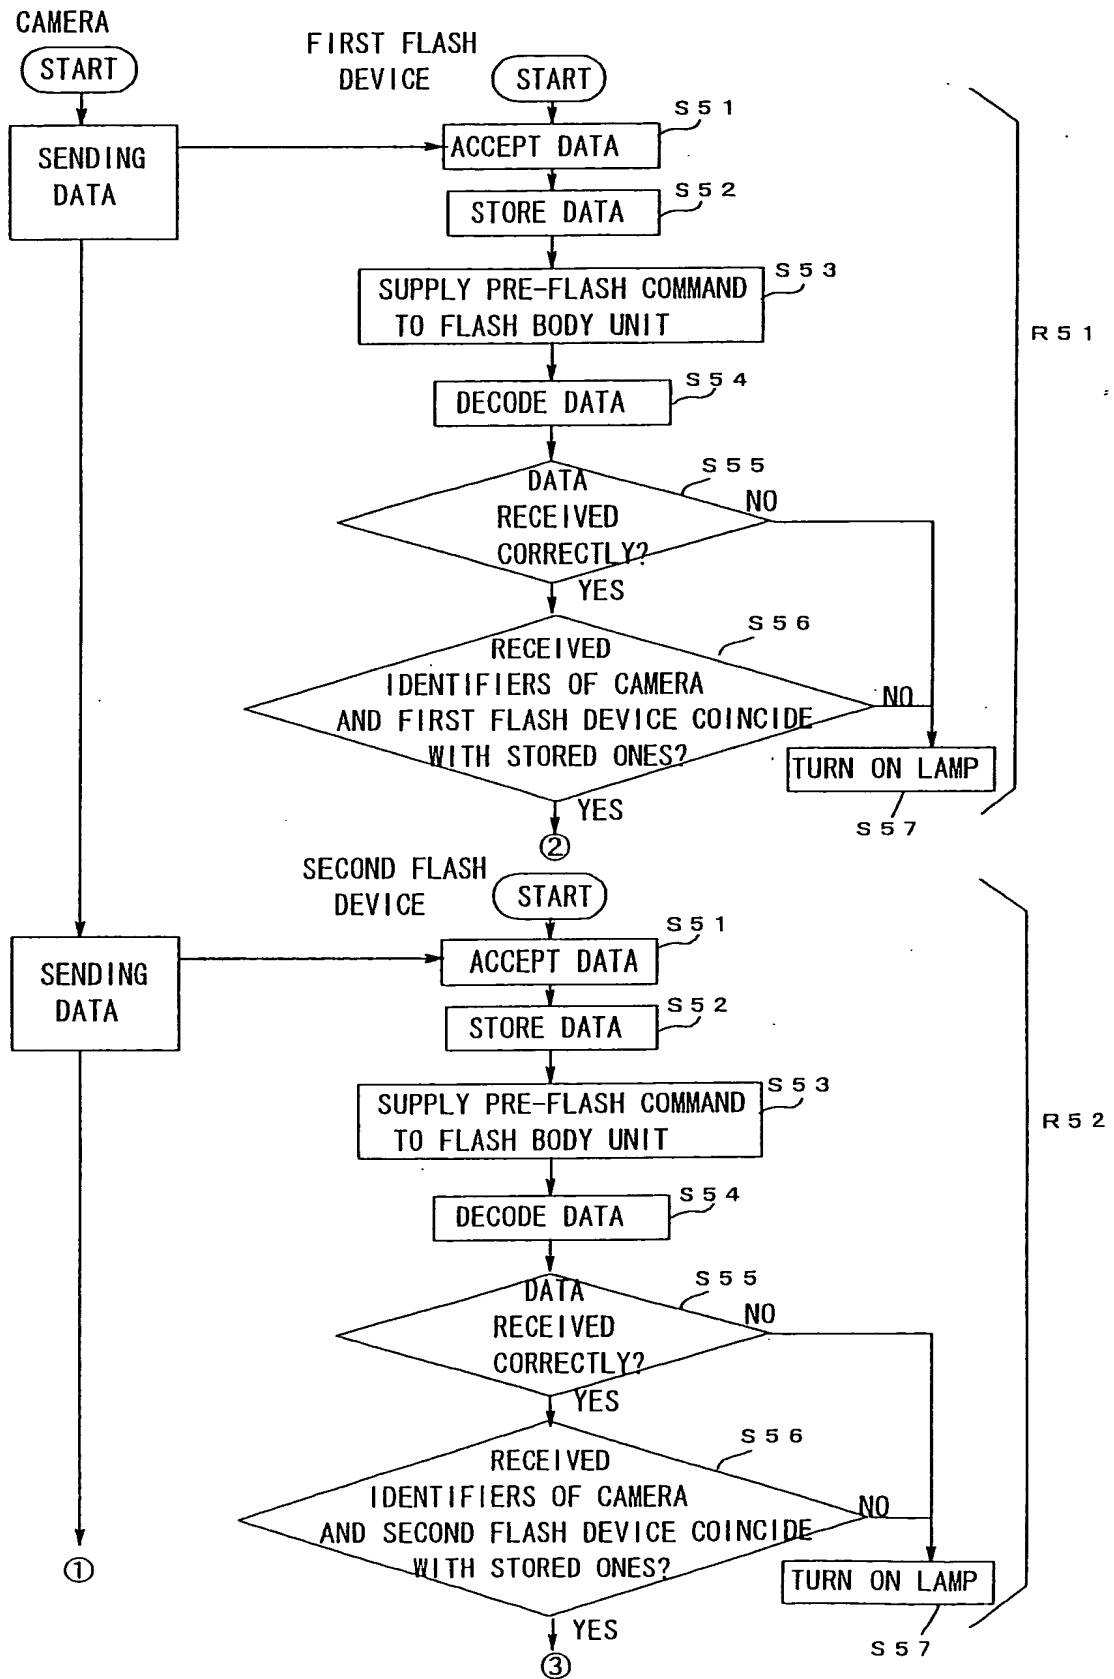 CAMERA
START
SENDING
DATA
FIRST FLASH
DEVICE
START
S51
ACCEPT DATA
S52
STORE DATA
S53
SUPPLY PRE-FLASH COMMAND
TO FLASH BODY UNIT
S54
DECODE DATA
S55
DATA
RECEIVED
CORRECTLY?
NO
YES
S56
RECEIVED
IDENTIFIERS OF CAMERA
AND FIRST FLASH DEVICE COINCIDE
WITH STORED ONES?
NO
TURN ON LAMP
S57
YES
②
R51
SECOND FLASH
DEVICE
START
SENDING
DATA
S51
ACCEPT DATA
S52
STORE DATA
S53
SUPPLY PRE-FLASH COMMAND
TO FLASH BODY UNIT
S54
DECODE DATA
S55
DATA
RECEIVED
CORRECTLY?
NO
YES
S56
RECEIVED
IDENTIFIERS OF CAMERA
AND SECOND FLASH DEVICE COINCIDE
WITH STORED ONES?
NO
TURN ON LAMP
S57
YES
③
①
R52